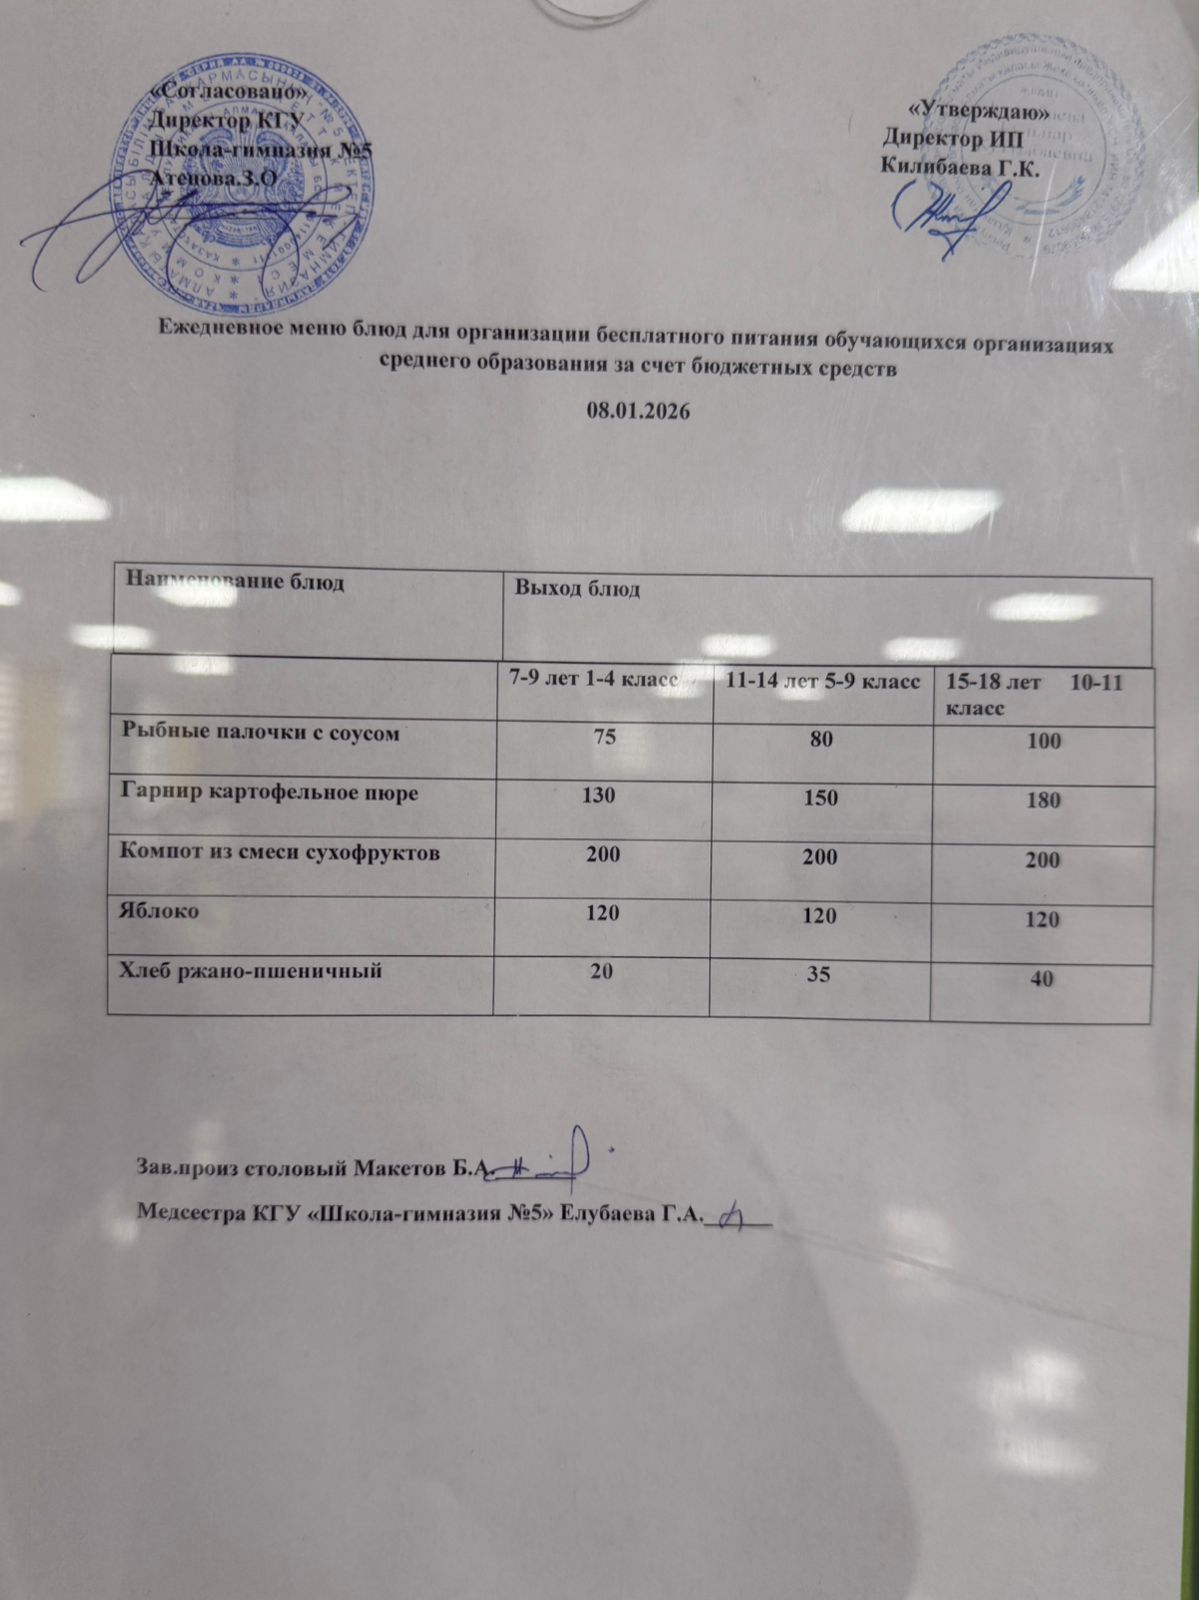 «Согласовано»
Директор КГУ
Школа-гимназия №5
Атенова.З.О
«Утверждаю»
Директор ИП
Килибаева Г.К.
Ежедневное меню блюд для организации бесплатного питания обучающихся организациях
среднего образования за счет бюджетных средств
08.01.2026
Наименование блюд Выход блюд
7-9 лет 1-4 класс 11-14 лет 5-9 класс 15-18 лет 10-11
класс
Рыбные палочки с соусом 75 80 100
Гарнир картофельное пюре 130 150 180
Компот из смеси сухофруктов 200 200 200
Яблоко 120 120 120
Хлеб ржано-пшеничный 20 35 40
Зав.произ столовый Макетов Б.А.
Медсестра КГУ «Школа-гимназия №5» Елубаева Г.А.